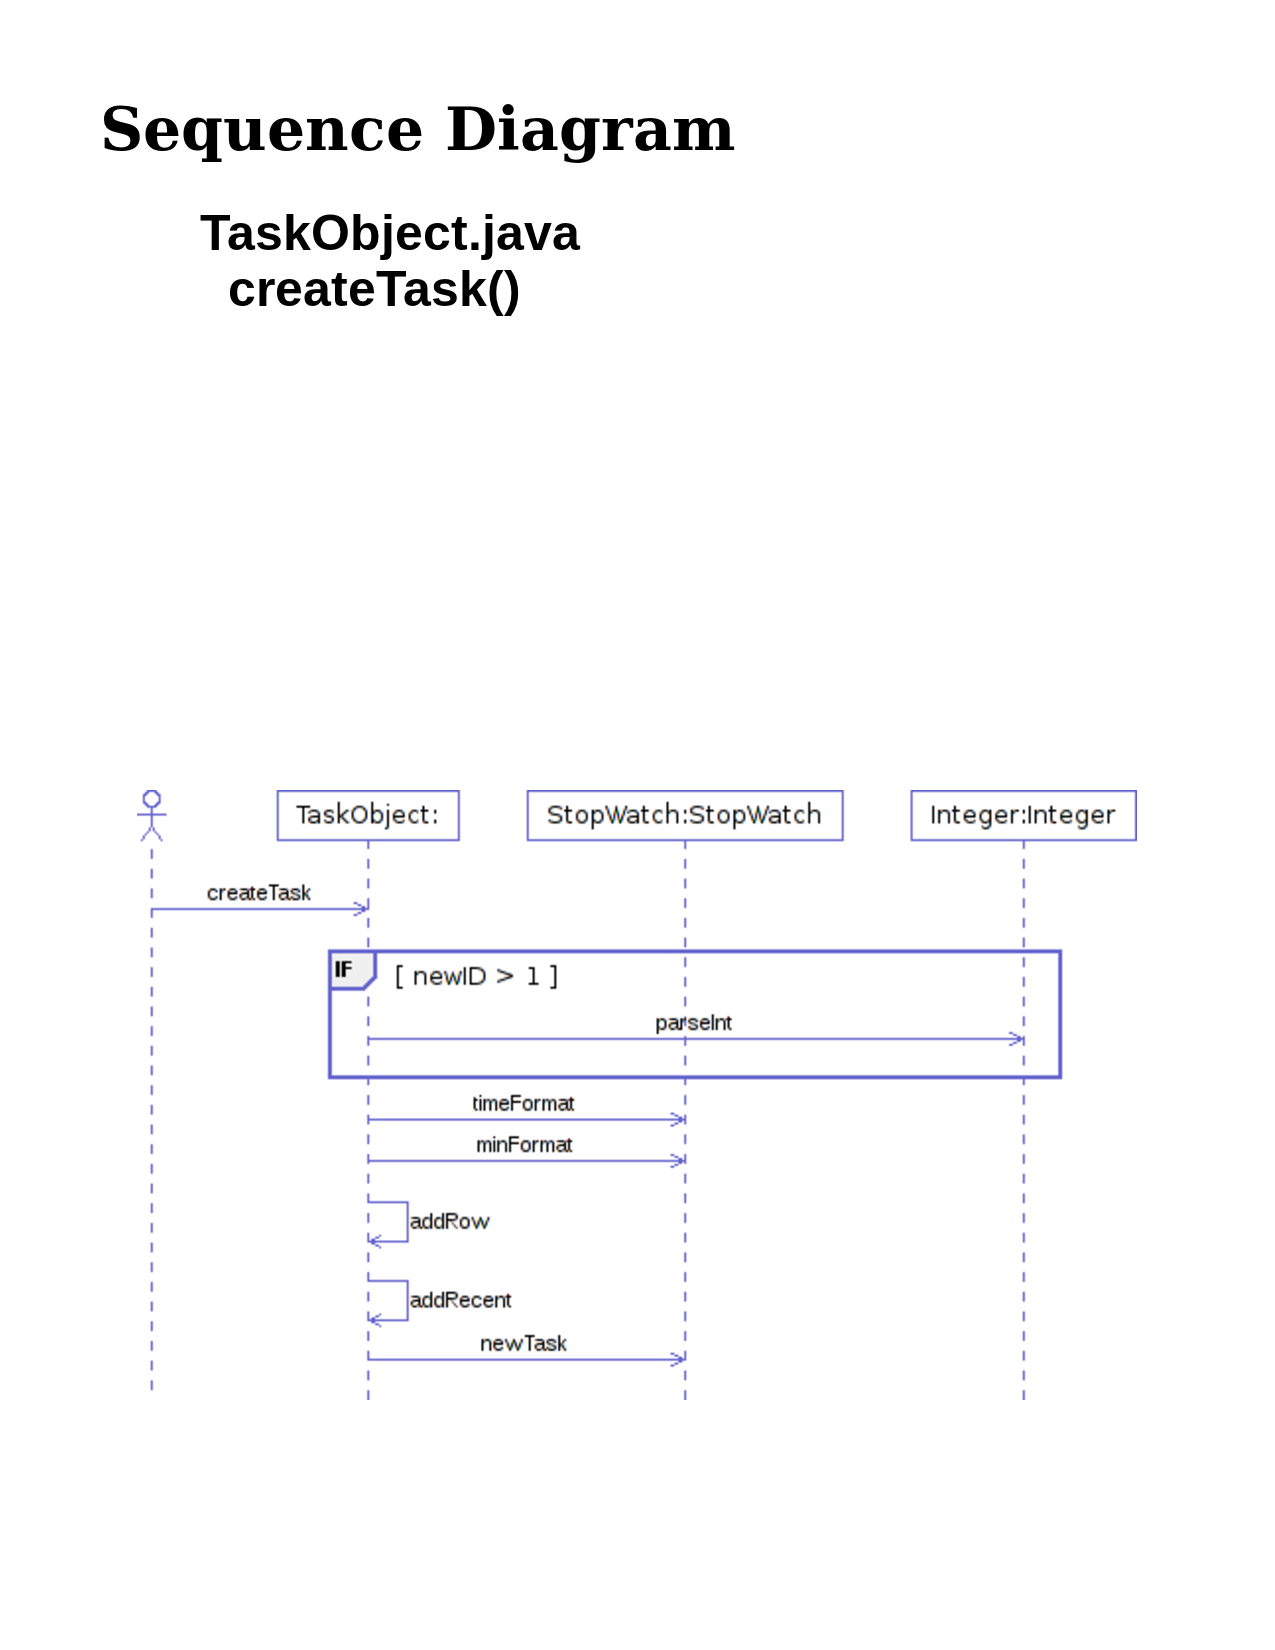 Sequence Diagram
TaskObject.java
createTask()
TaskObject:
StopWatch:StopWatch
Integer:Integer
createTask
IF
[ newID > 1 ]
parseInt
timeFormat
minFormat
addRow
addRecent
newTask